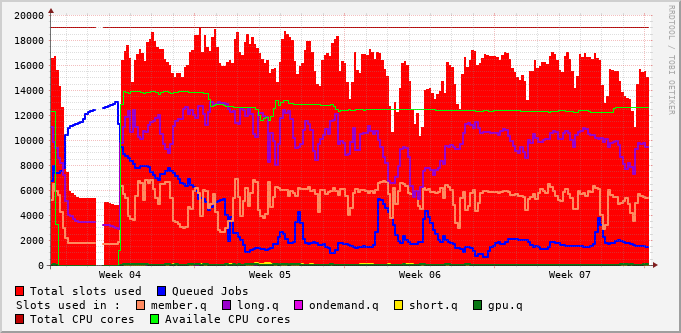 20000
18000
16000
14000
12000
10000
8000
6000
4000
2000
0
Week 04 Week 05 Week 06 Week 07
RRDTOOL / TOBI OETIKER
Total slots used Queued Jobs
Slots used in : member.q long.q ondemand.q short.q gpu.q
Total CPU cores Availale CPU cores